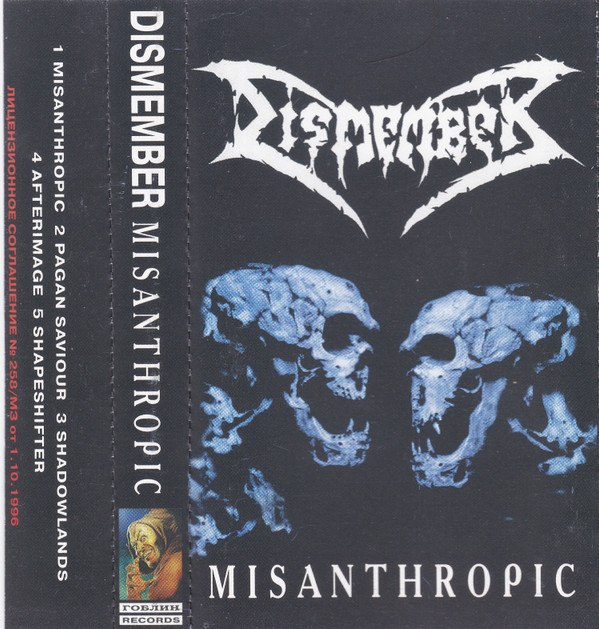 1 MISANTHROPIC 2 PAGAN SAVIOUR 3 SHADOWLANDS
4 AFTERIMAGE 5 SHAPESHIFTER
ЛИЦЕНЗИОННОЕ СОГЛАШЕНИЕ № 258/МЗ от 1.10.1996
DISMEMBER MISANTHROPIC
ГОБЛИН
RECORDS
DISMEMBER
MISANTHROPIC